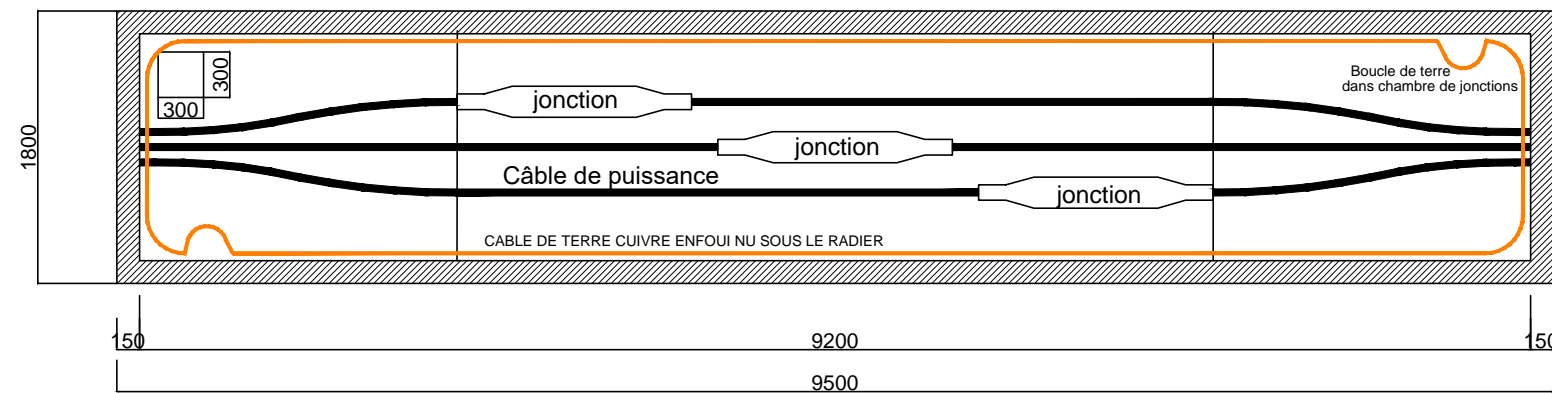 300
300
jonction
Boucle de terre
dans chambre de jonctions
1800
jonction
Câble de puissance
jonction
CABLE DE TERRE CUIVRE ENFOUI NU SOUS LE RADIER
150
9200
150
9500